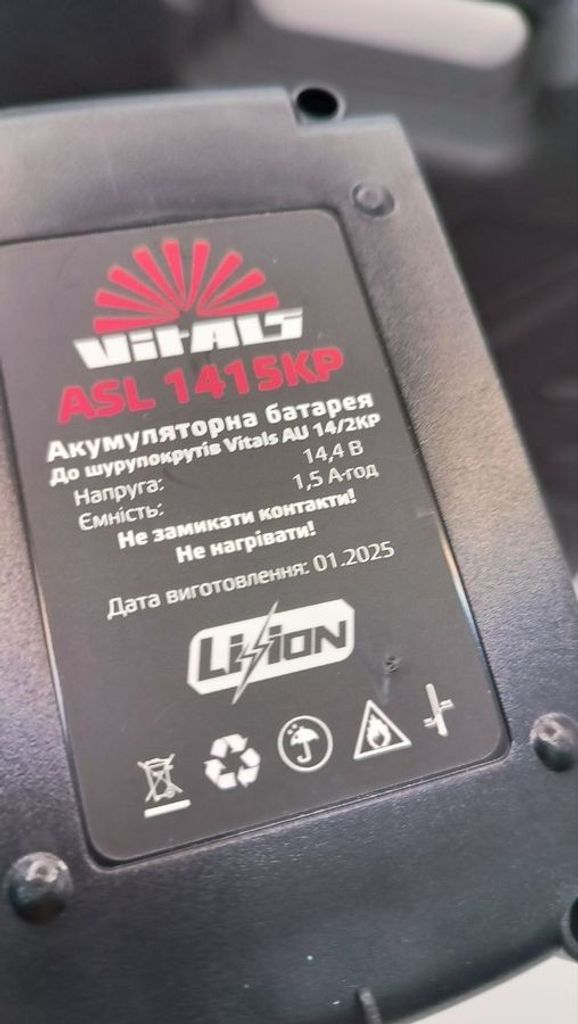 VITALS
ASL 1415KP
Акумуляторна батарея
До шурупокрутів Vitals AU 14/2KP
Напруга: 14,4 В
Ємність: 1,5 А·год
Не замикати контакти!
Не нагрівати!
Дата виготовлення: 01.2025
Li-ion